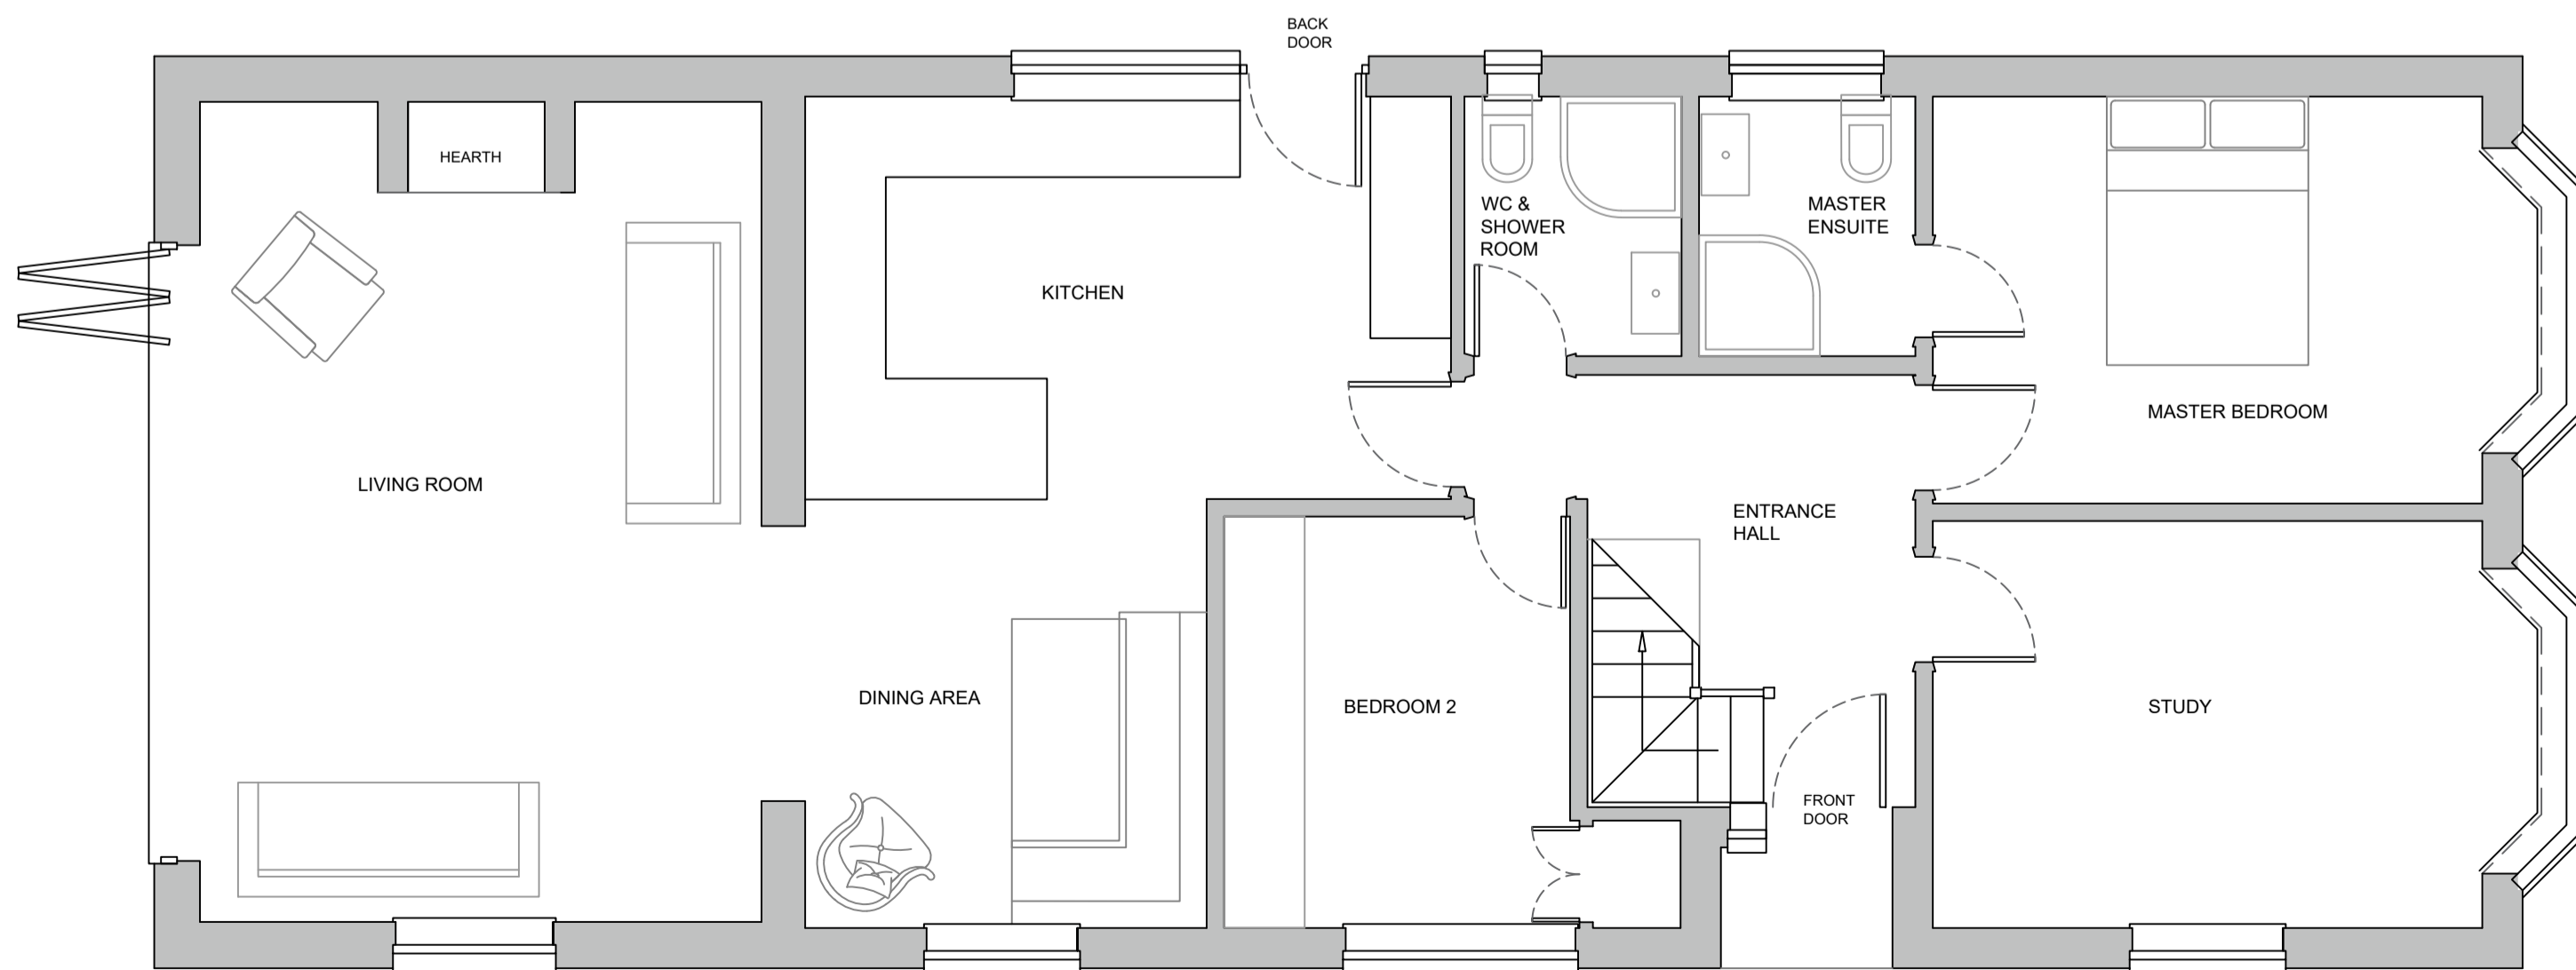 BACK
DOOR
HEARTH
WC &
SHOWER
ROOM
MASTER
ENSUITE
KITCHEN
MASTER BEDROOM
LIVING ROOM
ENTRANCE
HALL
DINING AREA
BEDROOM 2
STUDY
FRONT
DOOR